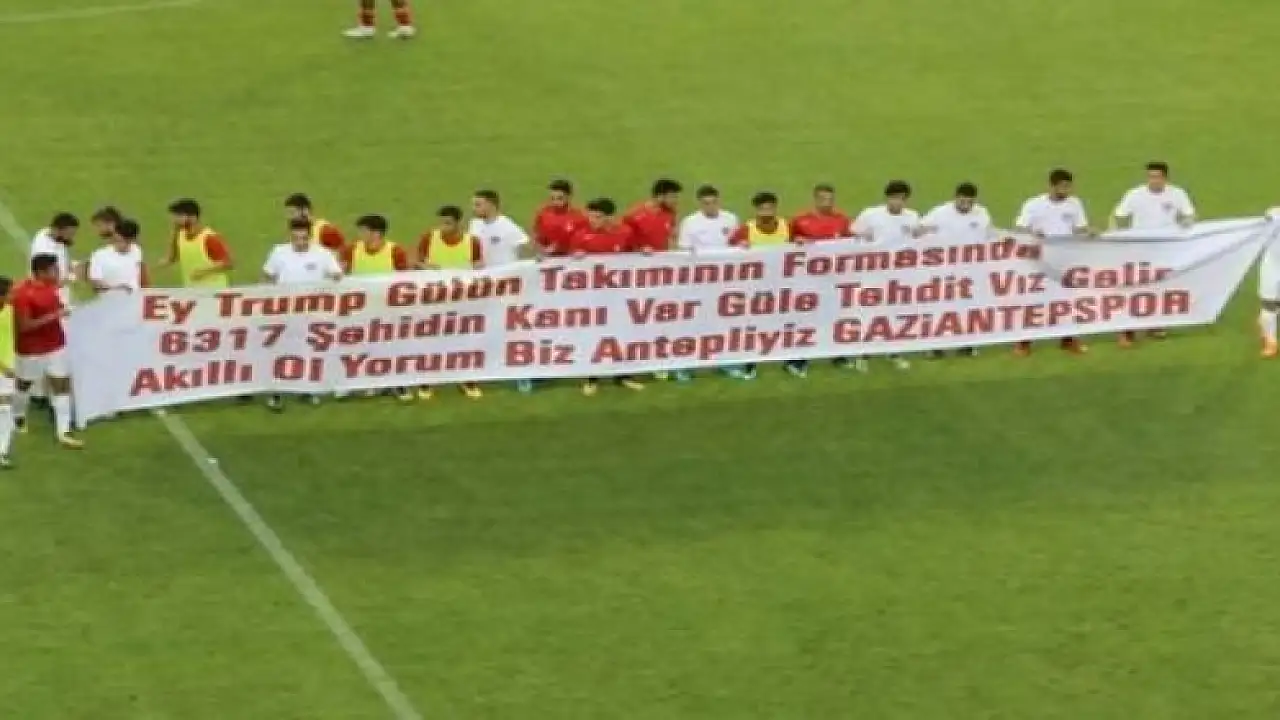 Ey Trump Gülün Takımının Formasında
6317 Şehidin Kanı Var Güle Tehdit Vız Gelir
Akıllı Ol Yorum Biz Antepliyiz GAZiANTEPSPOR